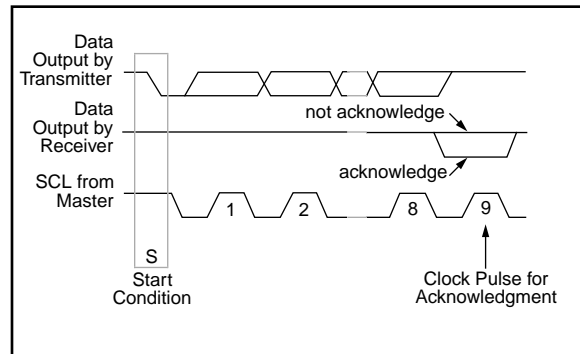 Data
Output by
Transmitter
Data
Output by
Receiver
not acknowledge
acknowledge
SCL from
Master
1
2
8
9
S
Start
Condition
Clock Pulse for
Acknowledgment